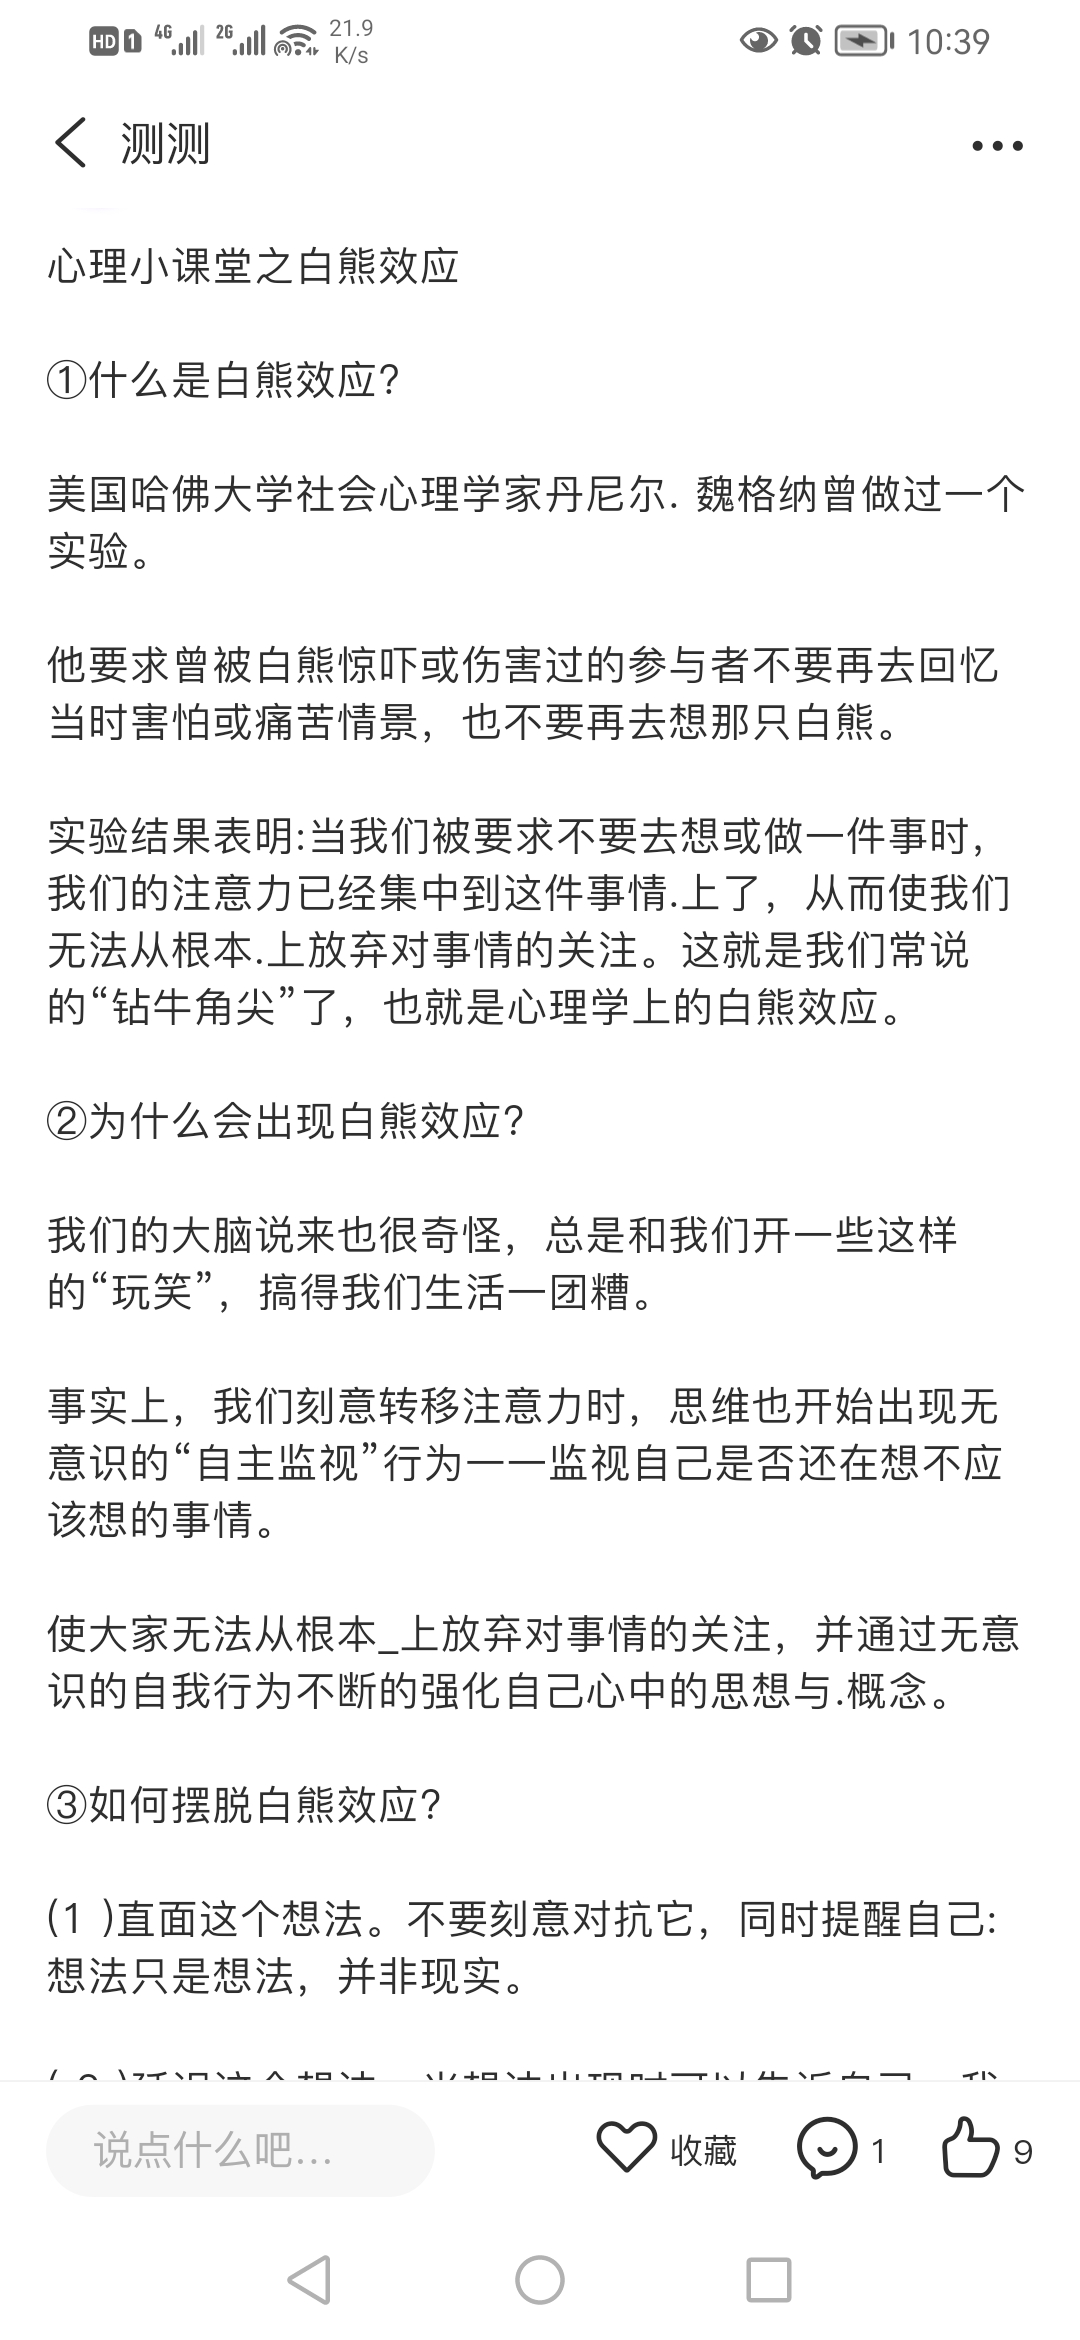 HD 1 4G 2G 21.9 K/s 10:39
测测
心理小课堂之白熊效应
①什么是白熊效应?
美国哈佛大学社会心理学家丹尼尔. 魏格纳曾做过一个
实验。
他要求曾被白熊惊吓或伤害过的参与者不要再去回忆
当时害怕或痛苦情景，也不要再去想那只白熊。
实验结果表明:当我们被要求不要去想或做一件事时，
我们的注意力已经集中到这件事情.上了，从而使我们
无法从根本.上放弃对事情的关注。这就是我们常说
的“钻牛角尖”了，也就是心理学上的白熊效应。
②为什么会出现白熊效应?
我们的大脑说来也很奇怪，总是和我们开一些这样
的“玩笑”，搞得我们生活一团糟。
事实上，我们刻意转移注意力时，思维也开始出现无
意识的“自主监视”行为一一监视自己是否还在想不应
该想的事情。
使大家无法从根本_上放弃对事情的关注，并通过无意
识的自我行为不断的强化自己心中的思想与.概念。
③如何摆脱白熊效应?
(1 )直面这个想法。不要刻意对抗它，同时提醒自己:
想法只是想法，并非现实。
说点什么吧... 收藏 1 9